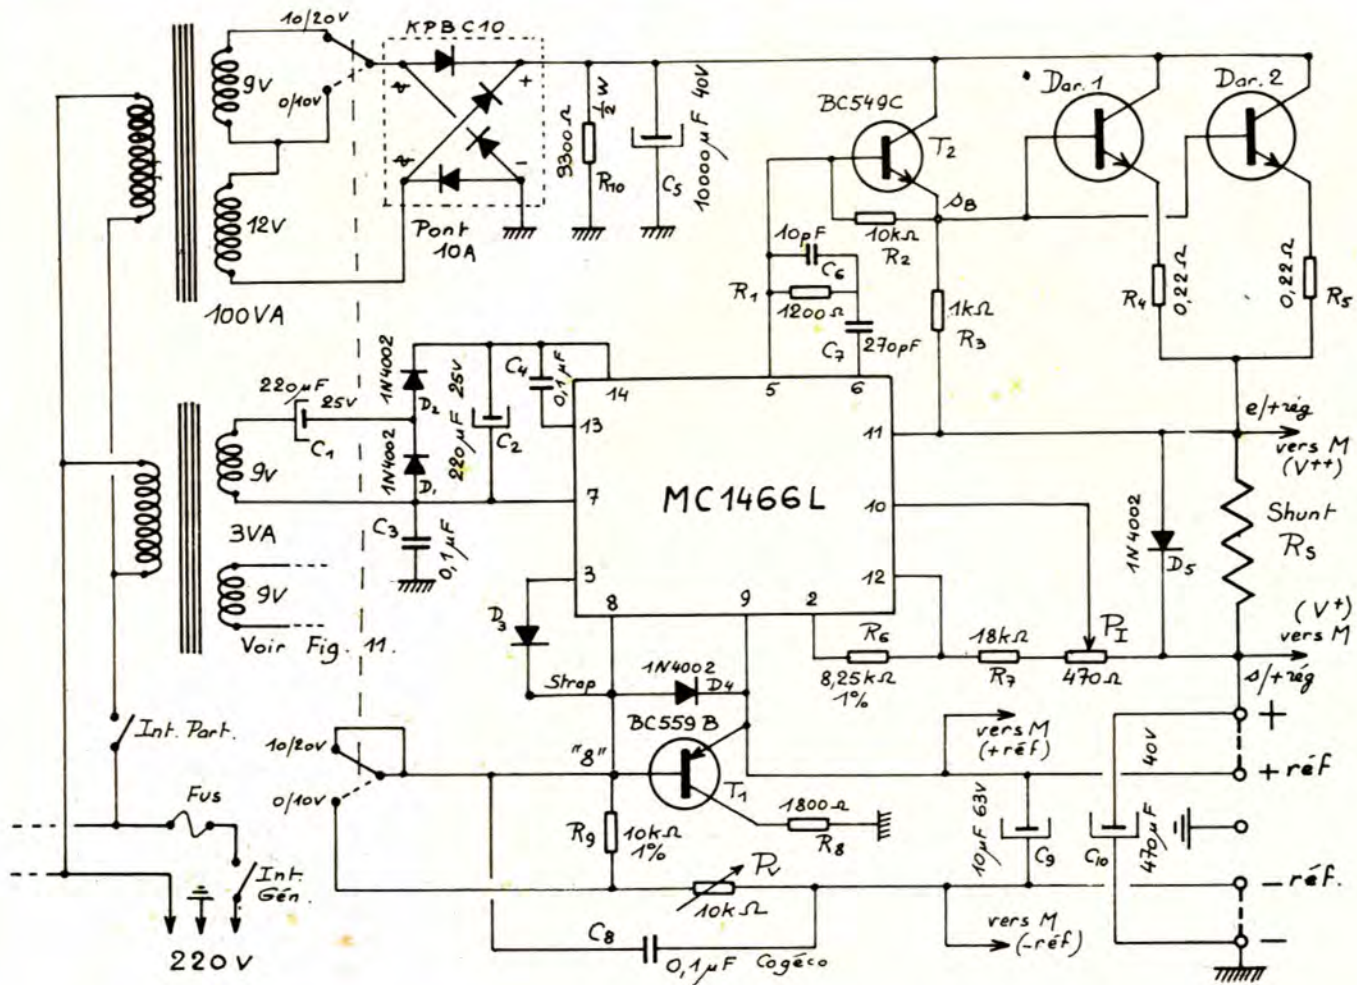 10/20V
KPBC10
9V
0/10V
12V
100VA
+
-
Pont
10A
3300Ω
1/2 W
R10
10000µF 40V
C5
BC549C
T2
Dar. 1
Dar. 2
SB
10kΩ
R2
10pF
C6
R1
1200Ω
C7
270pF
1kΩ
R3
R4
0,22Ω
0,22Ω
R5
220µF
25V
C1
1N4002
D2
1N4002
D1
220µF 25V
C2
C4
0,1µF
14
13
7
3
8
9
2
5
6
11
10
12
MC1466L
9V
3VA
9V
Voir Fig. 11.
C3
0,1µF
D3
Strap
1N4002
D4
BC559B
T1
"8"
R6
8,25kΩ
1%
18kΩ
R7
PI
470Ω
1N4002
D5
e/+rég
vers M
(V++)
Shunt
RS
(V+)
vers M
s/+rég
Int. Part.
Fus
Int.
Gén.
220V
10/20V
0/10V
R9
10kΩ
1%
1800Ω
R8
Pv
10kΩ
C8
0,1µF Cogéco
vers M
(+réf)
10µF 63V
C9
C10
470µF
40V
vers M
(-réf)
+
+ réf
- réf.
-